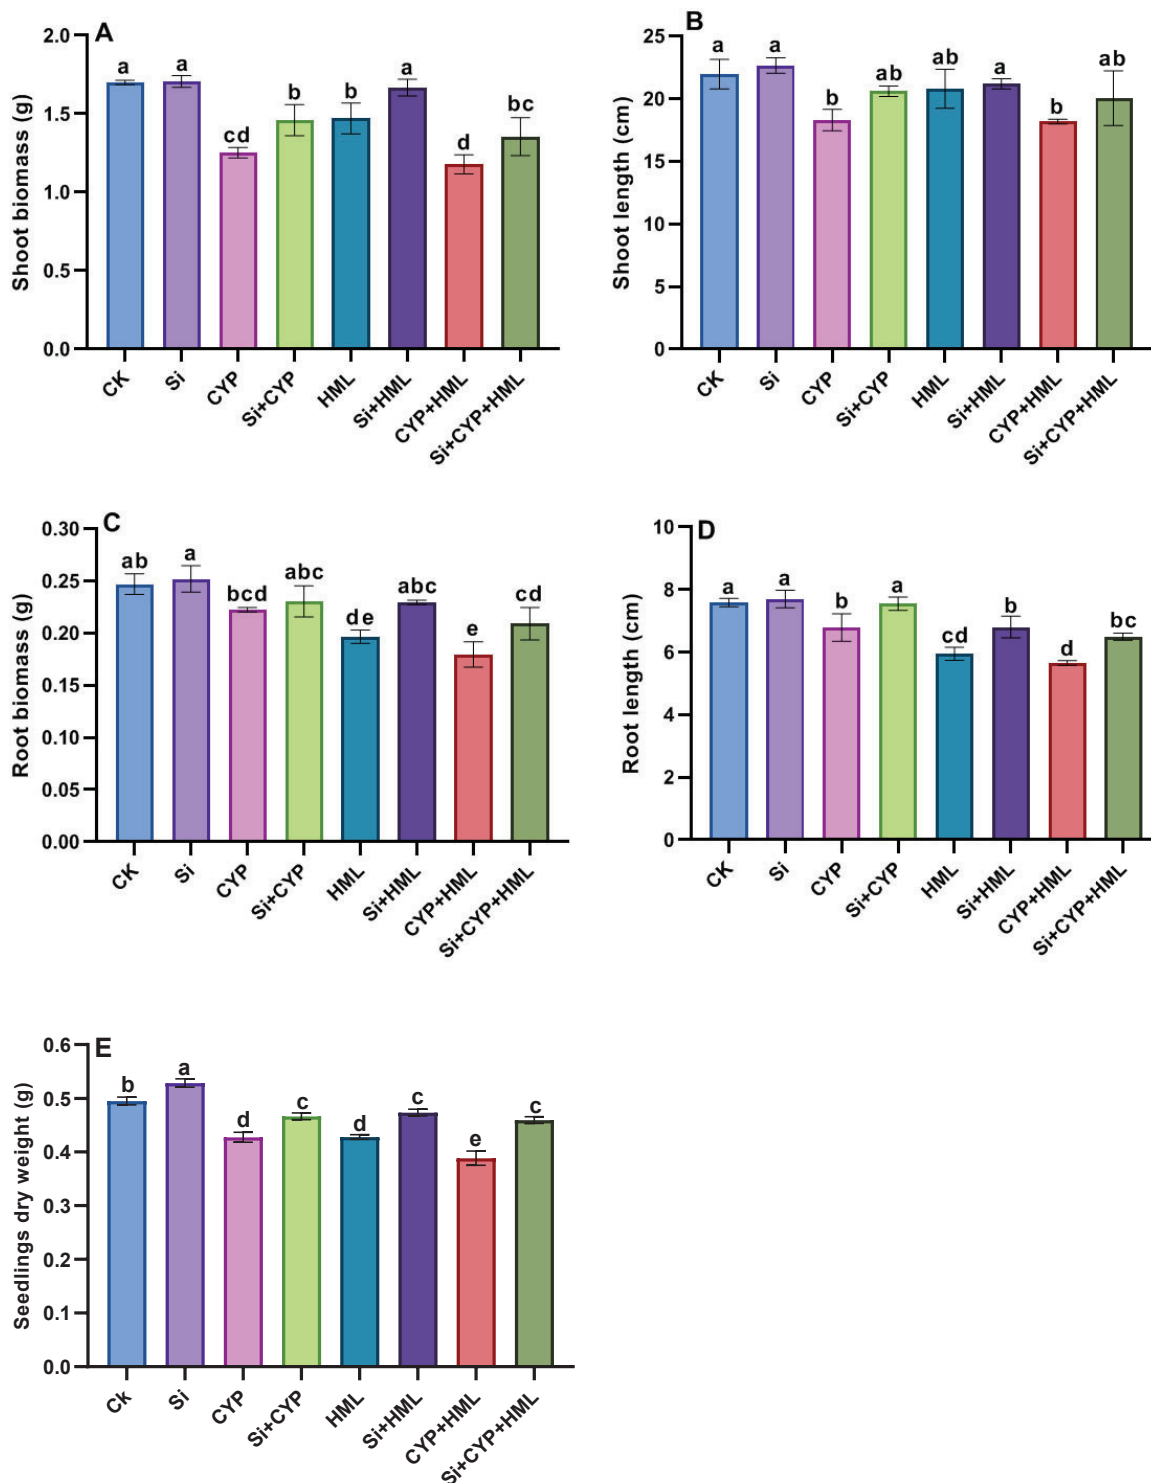 A
Shoot biomass (g)
2.0
1.5
1.0
0.5
0.0
a
a
cd
b
b
a
d
bc
CK
Si
CYP
Si+CYP
HML
Si+HML
CYP+HML
Si+CYP+HML
B
Shoot length (cm)
25
20
15
10
5
0
a
a
b
ab
ab
a
b
ab
CK
Si
CYP
Si+CYP
HML
Si+HML
CYP+HML
Si+CYP+HML
C
Root biomass (g)
0.30
0.25
0.20
0.15
0.10
0.05
0.00
ab
a
bcd
abc
de
abc
e
cd
CK
Si
CYP
Si+CYP
HML
Si+HML
CYP+HML
Si+CYP+HML
D
Root length (cm)
10
8
6
4
2
0
a
a
b
a
cd
b
d
bc
CK
Si
CYP
Si+CYP
HML
Si+HML
CYP+HML
Si+CYP+HML
E
Seedlings dry weight (g)
0.6
0.5
0.4
0.3
0.2
0.1
0.0
b
a
d
c
d
c
e
c
Ck
Si
CYP
Si+CYP
HML
Si+HML
CYP+HML
Si+CYP+HML